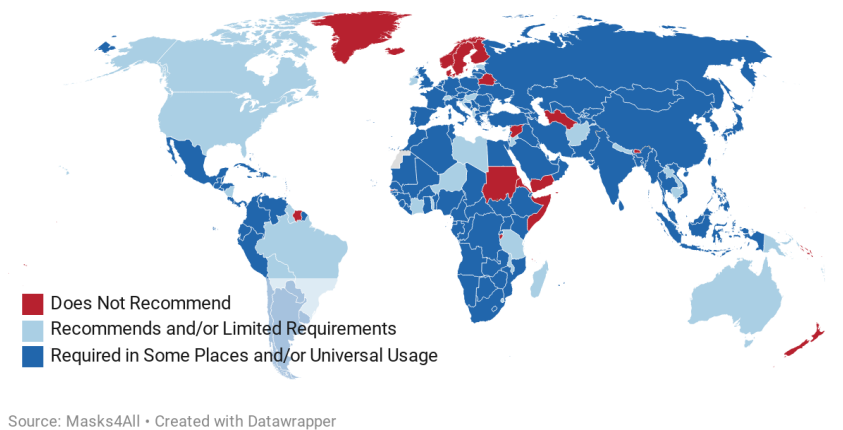 Does Not Recommend
Recommends and/or Limited Requirements
Required in Some Places and/or Universal Usage
Source: Masks4All • Created with Datawrapper